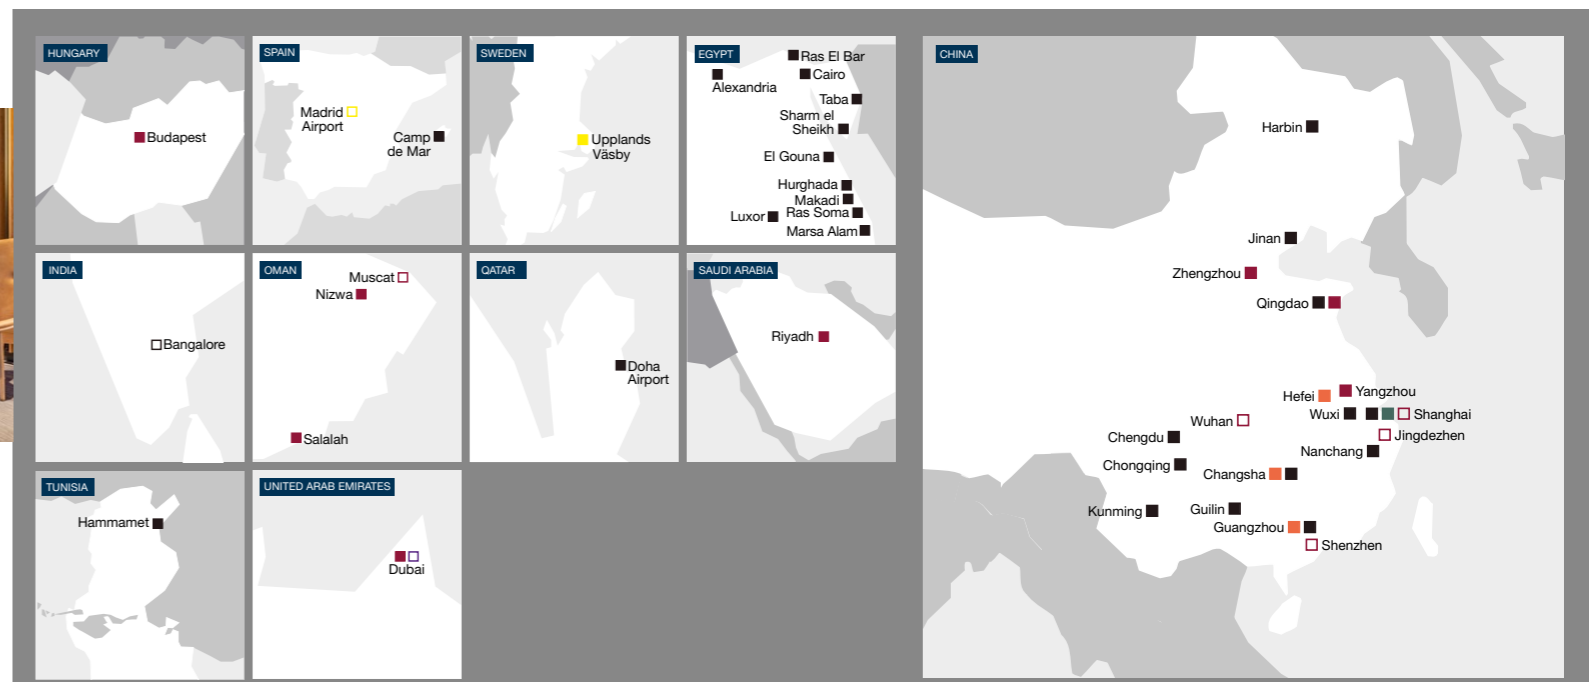 HUNGARY
Budapest
SPAIN
Madrid
Airport
Camp
de Mar
SWEDEN
Upplands
Väsby
EGYPT
Ras El Bar
Cairo
Alexandria
Taba
Sharm el
Sheikh
El Gouna
Hurghada
Makadi
Ras Soma
Luxor
Marsa Alam
INDIA
Bangalore
OMAN
Muscat
Nizwa
Salalah
QATAR
Doha
Airport
SAUDI ARABIA
Riyadh
TUNISIA
Hammamet
UNITED ARAB EMIRATES
Dubai
CHINA
Harbin
Jinan
Zhengzhou
Qingdao
Yangzhou
Hefei
Wuxi
Shanghai
Wuhan
Jingdezhen
Chengdu
Nanchang
Chongqing
Changsha
Kunming
Guilin
Guangzhou
Shenzhen